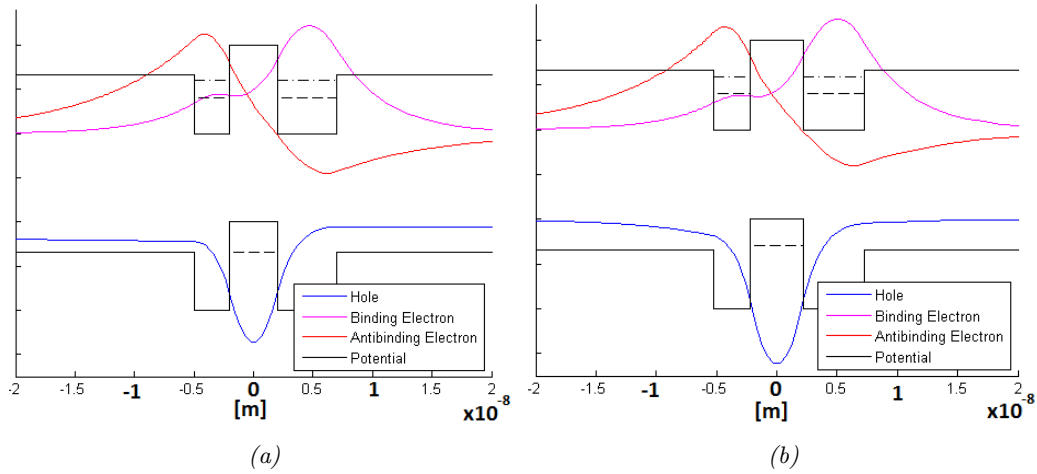 Hole
Binding Electron
Antibinding Electron
Potential
-2 -1.5 -1 -0.5 0 0.5 1 1.5 2
[m]
x10^-8
(a)
Hole
Binding Electron
Antibinding Electron
Potential
-2 -1.5 -1 -0.5 0 0.5 1 1.5 2
[m]
x10^-8
(b)